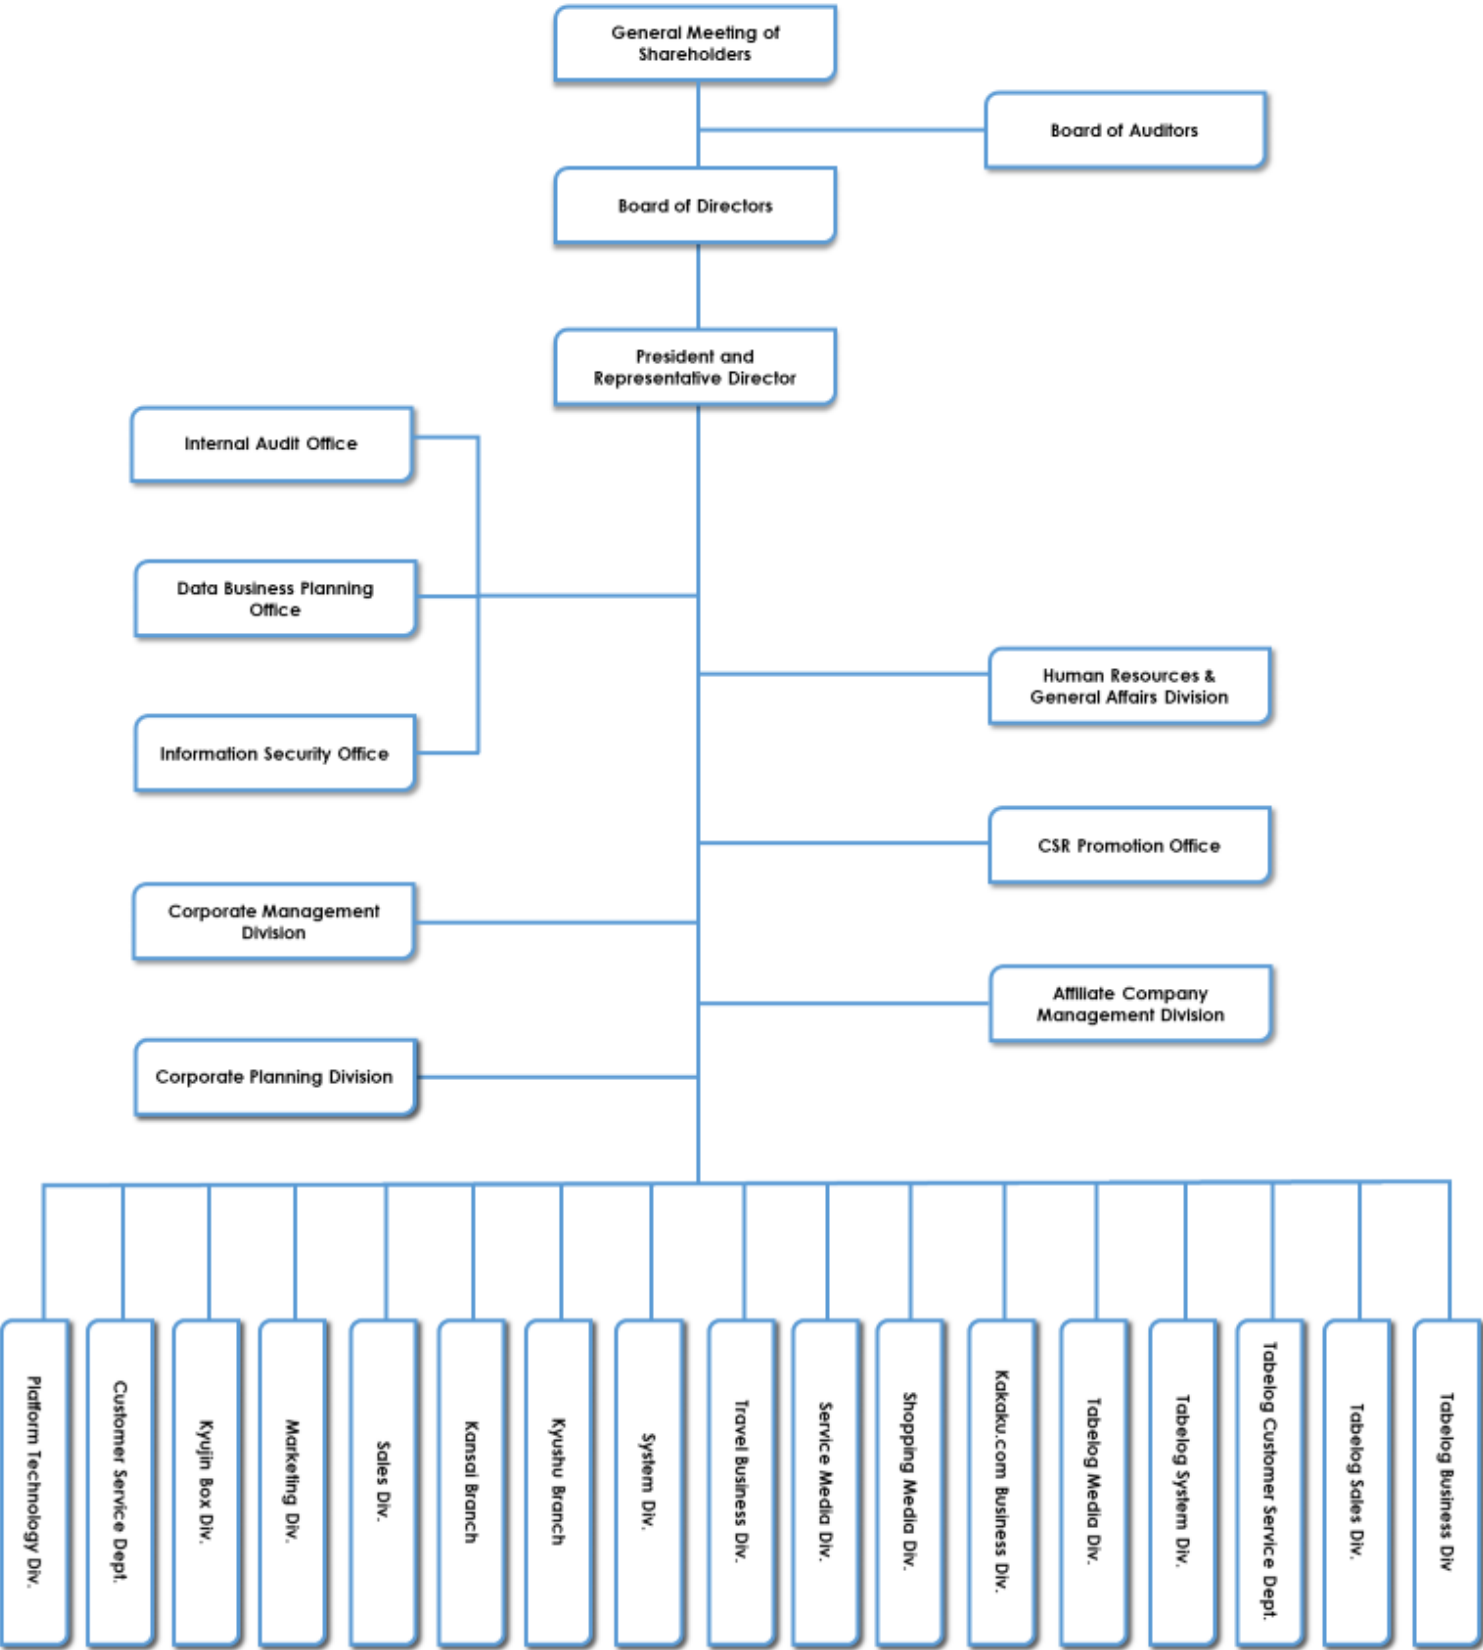 General Meeting of
Shareholders
Board of Auditors
Board of Directors
President and
Representative Director
Internal Audit Office
Data Business Planning
Office
Human Resources &
General Affairs Division
Information Security Office
CSR Promotion Office
Corporate Management
Division
Affiliate Company
Management Division
Corporate Planning Division
Platform Technology Div.
Customer Service Dept.
Kyujin Box Div.
Marketing Div.
Sales Div.
Kansai Branch
Kyushu Branch
System Div.
Travel Business Div.
Service Media Div.
Shopping Media Div.
Kakaku.com Business Div.
Tabelog Media Div.
Tabelog System Div.
Tabelog Customer Service Dept.
Tabelog Sales Div.
Tabelog Business Div